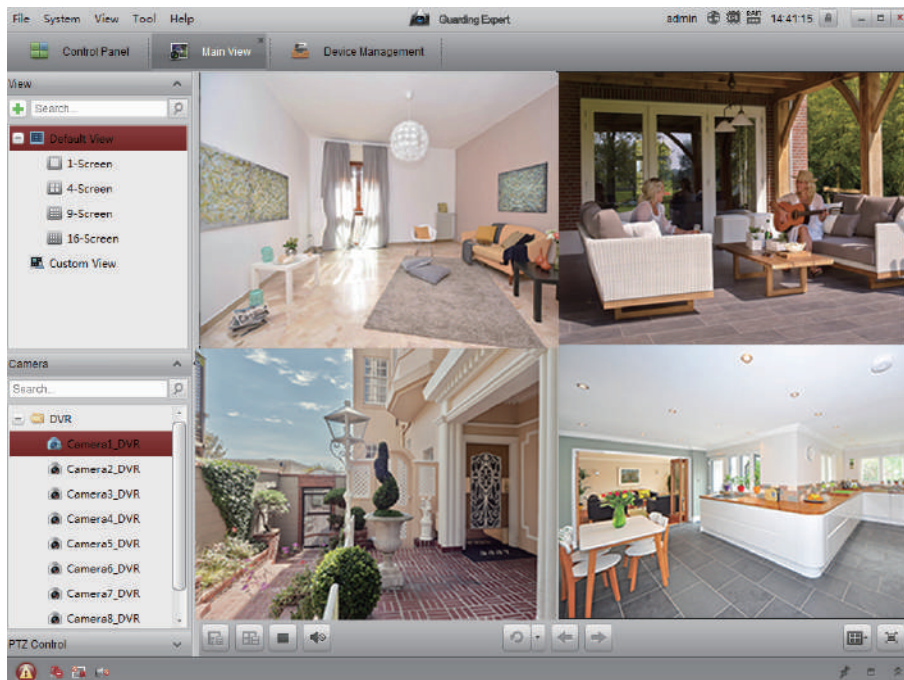 File System View Tool Help Guarding Expert admin 14:41:15
Control Panel Main View Device Management
View
Search...
Default View
1-Screen
4-Screen
9-Screen
16-Screen
Custom View
Camera
Search...
DVR
Camera1_DVR
Camera2_DVR
Camera3_DVR
Camera4_DVR
Camera5_DVR
Camera6_DVR
Camera7_DVR
Camera8_DVR
PTZ Control